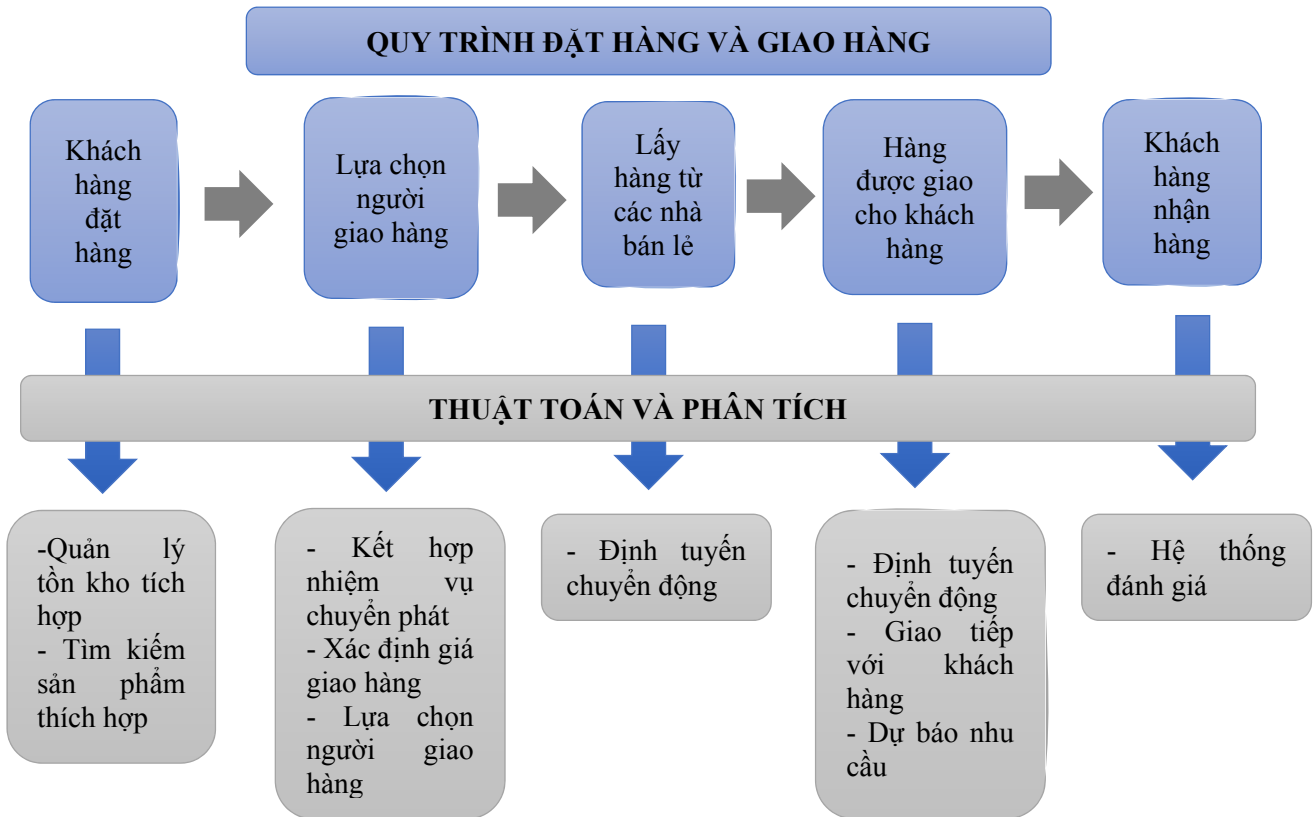 QUY TRÌNH ĐẶT HÀNG VÀ GIAO HÀNG
Khách
hàng
đặt
hàng
Lựa chọn
người
giao hàng
Lấy
hàng từ
các nhà
bán lẻ
Hàng
được giao
cho khách
hàng
Khách
hàng
nhận
hàng
THUẬT TOÁN VÀ PHÂN TÍCH
-Quản lý
tồn kho tích
hợp
- Tìm kiếm
sản phẩm
thích hợp
- Kết hợp
nhiệm vụ
chuyển phát
- Xác định giá
giao hàng
- Lựa chọn
người giao
hàng
- Định tuyến
chuyển động
- Định tuyến
chuyển động
- Giao tiếp
với khách
hàng
- Dự báo nhu
cầu
- Hệ thống
đánh giá